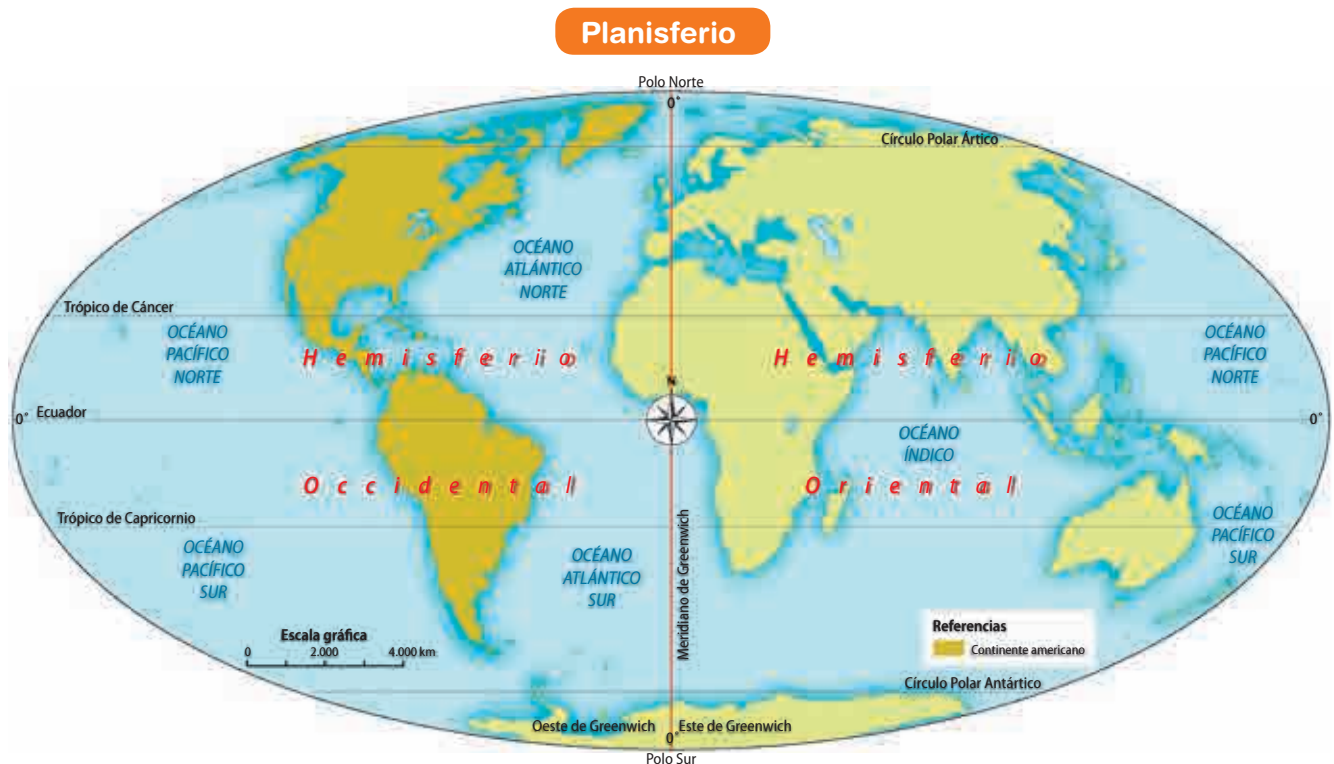 Planisferio
Polo Norte
0°
Círculo Polar Ártico
OCÉANO
ATLÁNTICO
NORTE
Trópico de Cáncer
OCÉANO
PACÍFICO
NORTE
Hemisferio
Hemisferio
OCÉANO
PACÍFICO
NORTE
N
0° Ecuador
0°
OCÉANO
ÍNDICO
Occidental
Oriental
Trópico de Capricornio
OCÉANO
PACÍFICO
SUR
OCÉANO
ATLÁNTICO
SUR
Meridiano de Greenwich
OCÉANO
PACÍFICO
SUR
Escala gráfica
0 2.000 4.000 km
Referencias
Continente americano
Círculo Polar Antártico
Oeste de Greenwich
Este de Greenwich
0°
Polo Sur